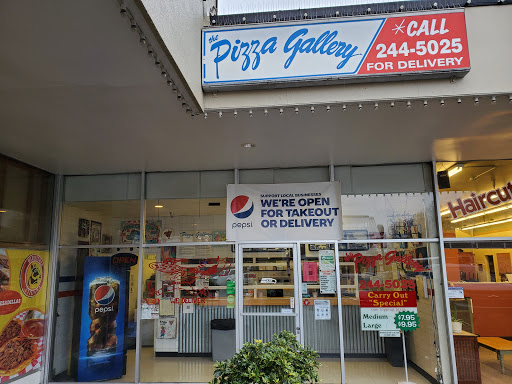 the Pizza Gallery
*CALL
244-5025
FOR DELIVERY
SUPPORT LOCAL BUSINESSES
WE'RE OPEN
FOR TAKEOUT
OR DELIVERY
pepsi
Haircut
OPEN
pepsi
244-5025
Carry Out
"Special"
Medium $7.95
Large $9.95